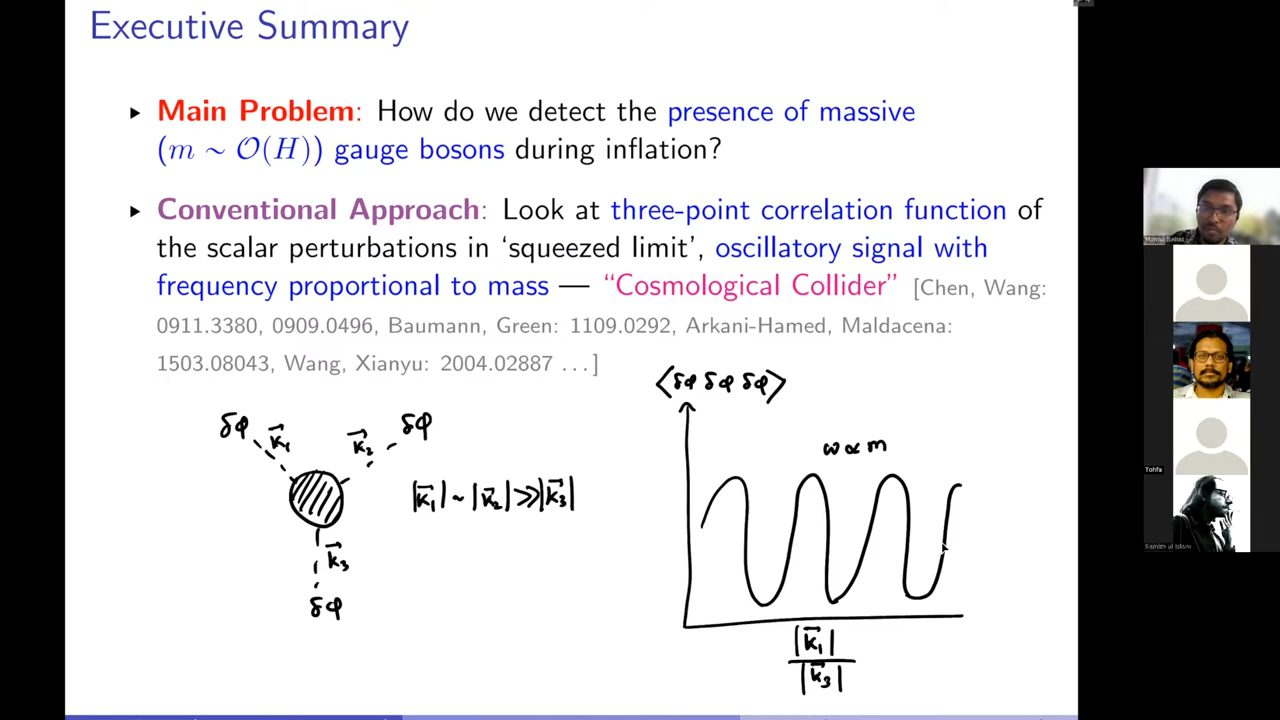 Executive Summary
▶ Main Problem: How do we detect the presence of massive
(m ∼ O(H)) gauge bosons during inflation?
▶ Conventional Approach: Look at three-point correlation function of
the scalar perturbations in ‘squeezed limit’, oscillatory signal with
frequency proportional to mass — “Cosmological Collider” [Chen, Wang:
0911.3380, 0909.0496, Baumann, Green: 1109.0292, Arkani-Hamed, Maldacena:
1503.08043, Wang, Xianyu: 2004.02887 ...]
⟨δφ δφ δφ⟩
δφ k⃗₁ k⃗₂ δφ
ω ∝ m
|k⃗₁| ~ |k⃗₂| ≫ |k⃗₃|
k⃗₃
δφ
|k⃗₁|
|k⃗₃|
Tohfa
Samim ul Islam